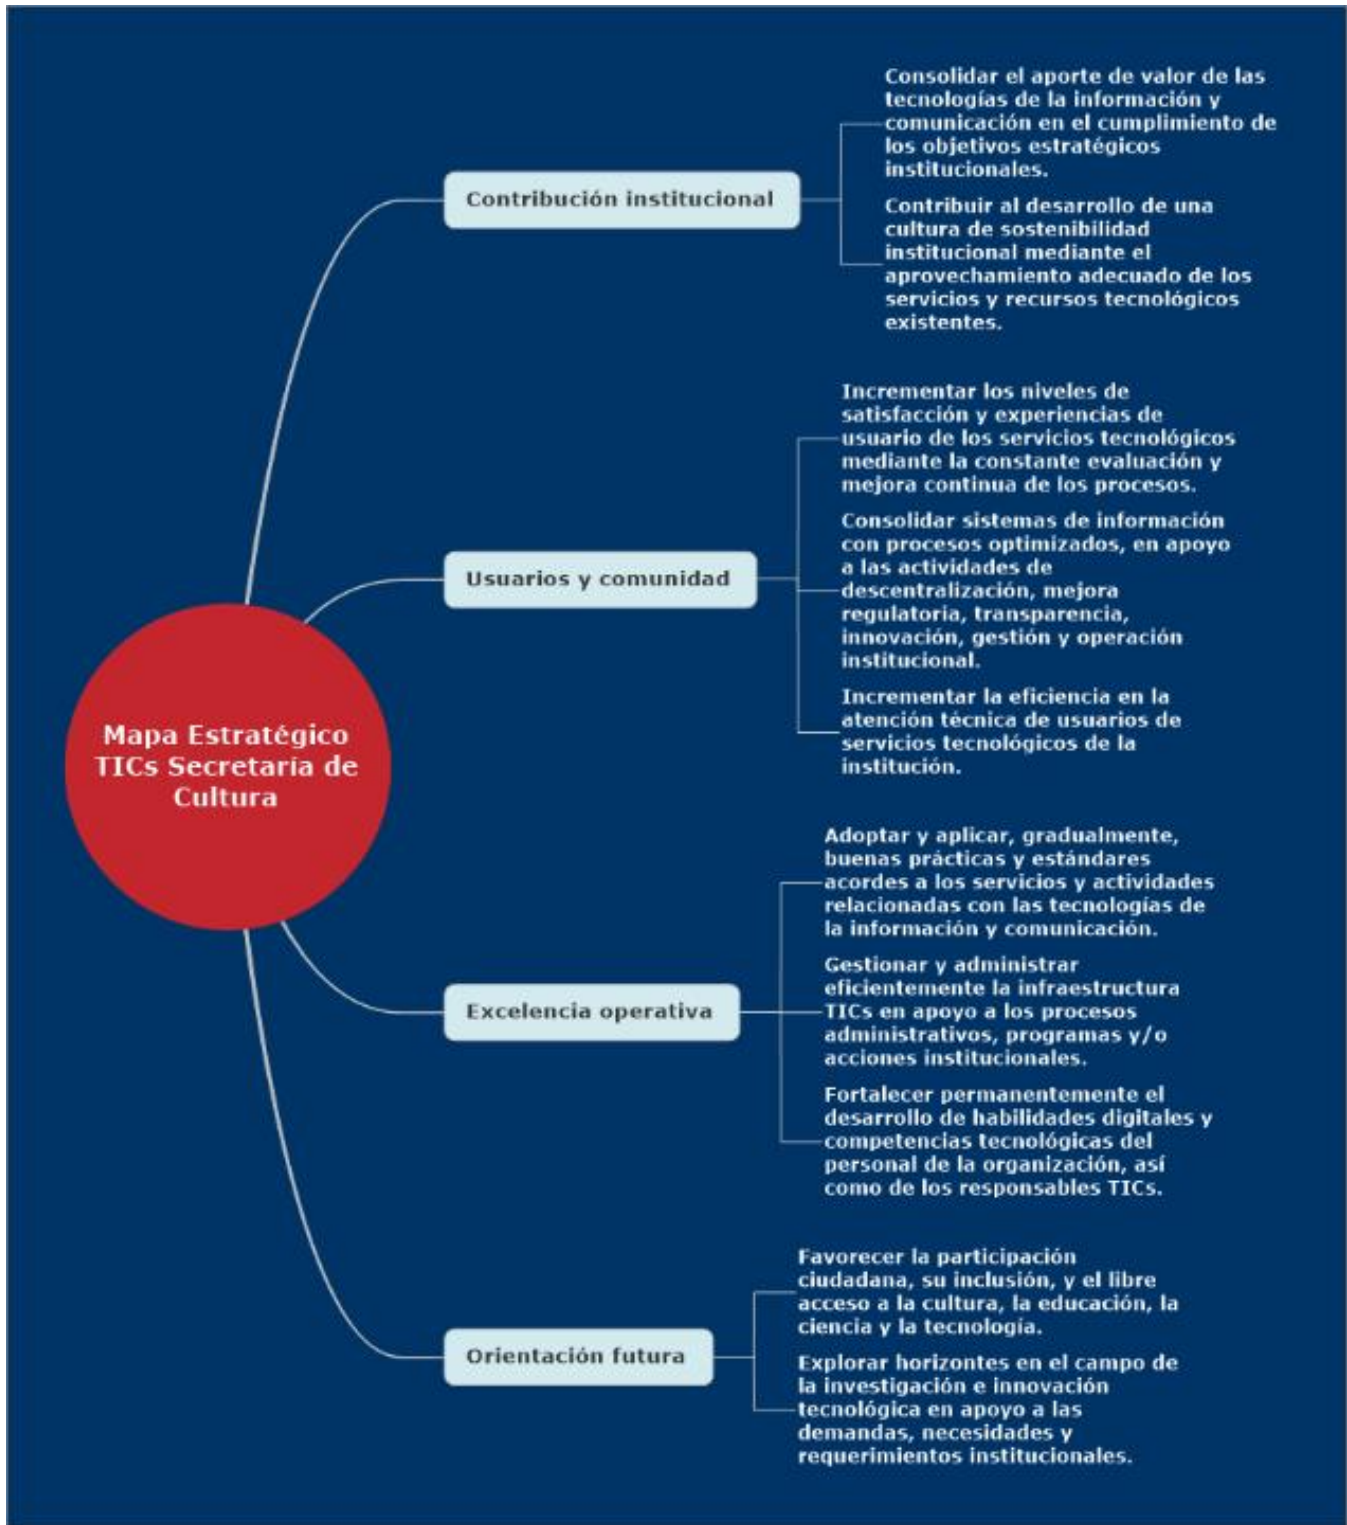 Mapa Estratégico
TICs Secretaría de
Cultura
Contribución institucional
Consolidar el aporte de valor de las
tecnologías de la información y
comunicación en el cumplimiento de
los objetivos estratégicos
institucionales.
Contribuir al desarrollo de una
cultura de sostenibilidad
institucional mediante el
aprovechamiento adecuado de los
servicios y recursos tecnológicos
existentes.
Usuarios y comunidad
Incrementar los niveles de
satisfacción y experiencias de
usuario de los servicios tecnológicos
mediante la constante evaluación y
mejora continua de los procesos.
Consolidar sistemas de información
con procesos optimizados, en apoyo
a las actividades de
descentralización, mejora
regulatoria, transparencia,
innovación, gestión y operación
institucional.
Incrementar la eficiencia en la
atención técnica de usuarios de
servicios tecnológicos de la
institución.
Excelencia operativa
Adoptar y aplicar, gradualmente,
buenas prácticas y estándares
acordes a los servicios y actividades
relacionadas con las tecnologías de
la información y comunicación.
Gestionar y administrar
eficientemente la infraestructura
TICs en apoyo a los procesos
administrativos, programas y/o
acciones institucionales.
Fortalecer permanentemente el
desarrollo de habilidades digitales y
competencias tecnológicas del
personal de la organización, así
como de los responsables TICs.
Orientación futura
Favorecer la participación
ciudadana, su inclusión, y el libre
acceso a la cultura, la educación, la
ciencia y la tecnología.
Explorar horizontes en el campo de
la investigación e innovación
tecnológica en apoyo a las
demandas, necesidades y
requerimientos institucionales.